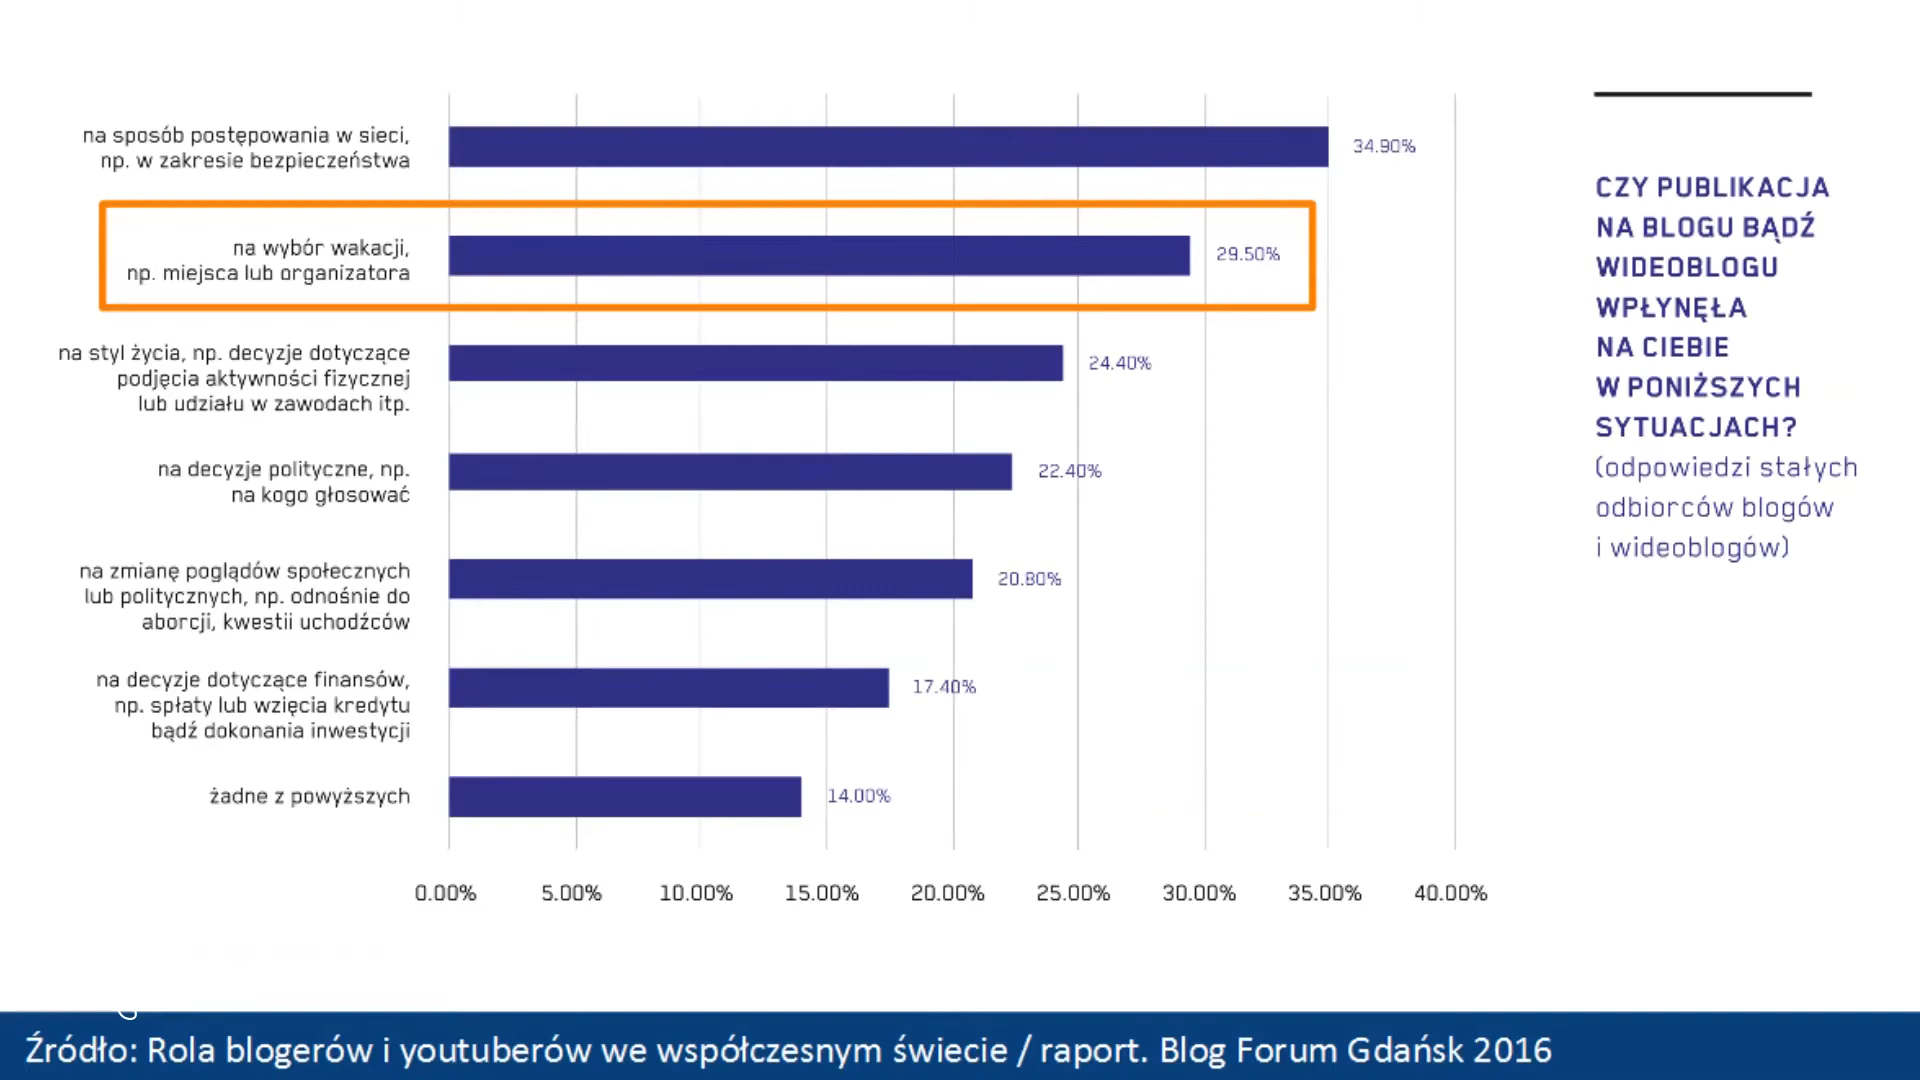 na sposób postępowania w sieci,
np. w zakresie bezpieczeństwa
34.90%
na wybór wakacji,
np. miejsca lub organizatora
29.50%
na styl życia, np. decyzje dotyczące
podjęcia aktywności fizycznej
lub udziału w zawodach itp.
24.40%
na decyzje polityczne, np.
na kogo głosować
22.40%
na zmianę poglądów społecznych
lub politycznych, np. odnośnie do
aborcji, kwestii uchodźców
20.80%
na decyzje dotyczące finansów,
np. spłaty lub wzięcia kredytu
bądź dokonania inwestycji
17.40%
żadne z powyższych
14.00%
0.00% 5.00% 10.00% 15.00% 20.00% 25.00% 30.00% 35.00% 40.00%
CZY PUBLIKACJA
NA BLOGU BĄDŹ
WIDEOBLOGU
WPŁYNĘŁA
NA CIEBIE
W PONIŻSZYCH
SYTUACJACH?
(odpowiedzi stałych
odbiorców blogów
i wideoblogów)
Źródło: Rola blogerów i youtuberów we współczesnym świecie / raport. Blog Forum Gdańsk 2016